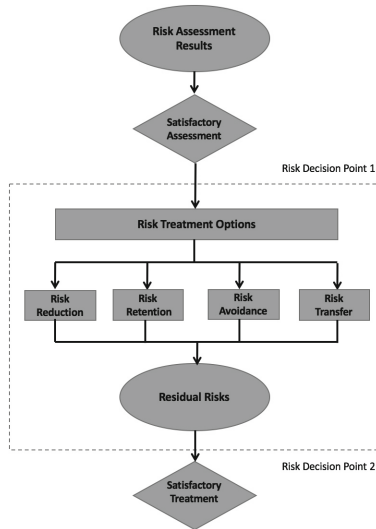 Risk Assessment
Results
Satisfactory
Assessment
Risk Decision Point 1
Risk Treatment Options
Risk
Reduction
Risk
Retention
Risk
Avoidance
Risk
Transfer
Residual Risks
Risk Decision Point 2
Satisfactory
Treatment